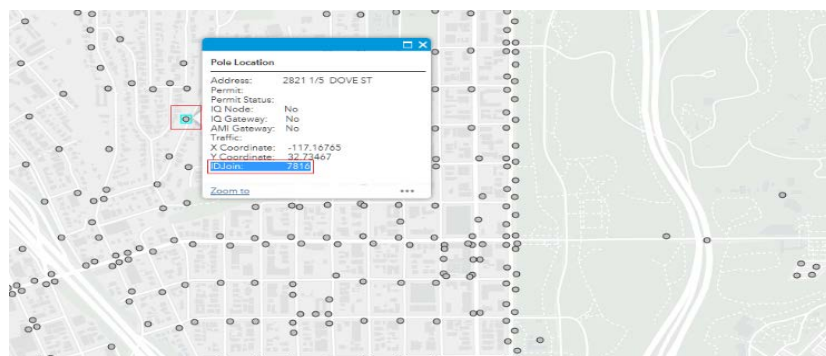 Pole Location
Address: 2821 1/5 DOVE ST
Permit:
Permit Status:
IQ Node: No
IQ Gateway: No
AMI Gateway: No
Traffic:
X Coordinate: -117.16765
Y Coordinate: 32.73467
IDJoin: 7816
Zoom to